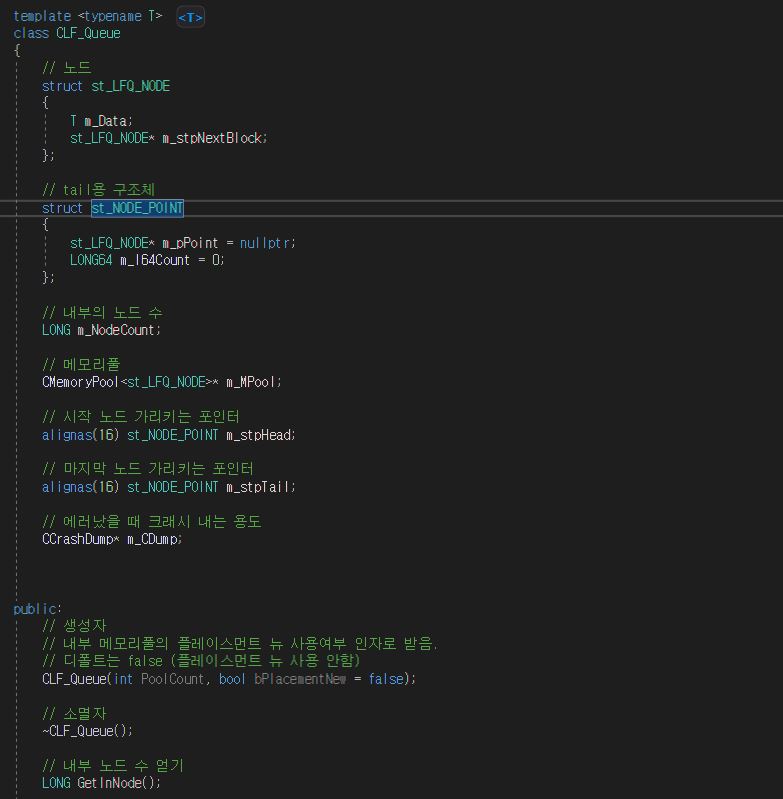 template <typename T> <T>
class CLF_Queue
{
// 노드
struct st_LFQ_NODE
{
T m_Data;
st_LFQ_NODE* m_stpNextBlock;
};
// tail용 구조체
struct st_NODE_POINT
{
st_LFQ_NODE* m_pPoint = nullptr;
LONG64 m_l64Count = 0;
};
// 내부의 노드 수
LONG m_NodeCount;
// 메모리풀
CMemoryPool<st_LFQ_NODE>* m_MPool;
// 시작 노드 가리키는 포인터
alignas(16) st_NODE_POINT m_stpHead;
// 마지막 노드 가리키는 포인터
alignas(16) st_NODE_POINT m_stpTail;
// 에러났을 때 크래시 내는 용도
CCrashDump* m_CDump;
public:
// 생성자
// 내부 메모리풀의 플레이스먼트 뉴 사용여부 인자로 받음.
// 디폴트는 false (플레이스먼트 뉴 사용 안함)
CLF_Queue(int PoolCount, bool bPlacementNew = false);
// 소멸자
~CLF_Queue();
// 내부 노드 수 얻기
LONG GetInNode();